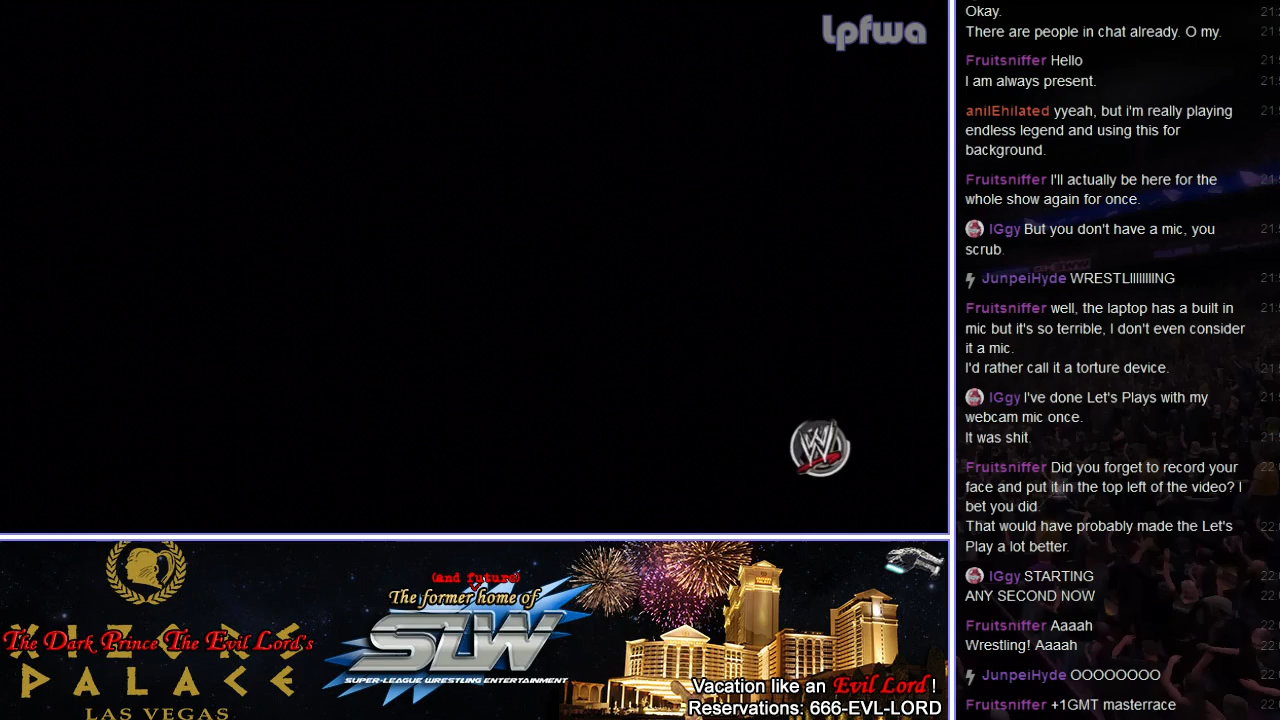 lpfwa
W
Okay.
There are people in chat already. O my.
Fruitsniffer Hello
I am always present.
anilEhilated yyeah, but i'm really playing
endless legend and using this for
background.
Fruitsniffer I'll actually be here for the
whole show again for once.
IGgy But you don't have a mic, you
scrub.
JunpeiHyde WRESTLIIIIIIIING
Fruitsniffer well, the laptop has a built in
mic but it's so terrible, I don't even consider
it a mic.
I'd rather call it a torture device.
IGgy I've done Let's Plays with my
webcam mic once.
It was shit.
Fruitsniffer Did you forget to record your
face and put it in the top left of the video? I
bet you did.
That would have probably made the Let's
Play a lot better.
IGgy STARTING
ANY SECOND NOW
Fruitsniffer Aaaah
Wrestling! Aaaah
JunpeiHyde OOOOOOOO
Fruitsniffer +1GMT masterrace
The Dark Prince The Evil Lord's
PALACE
LAS VEGAS
(and future)
The former home of
SLW
SUPER-LEAGUE WRESTLING ENTERTAINMENT
Vacation like an Evil Lord !
Reservations: 666-EVL-LORD